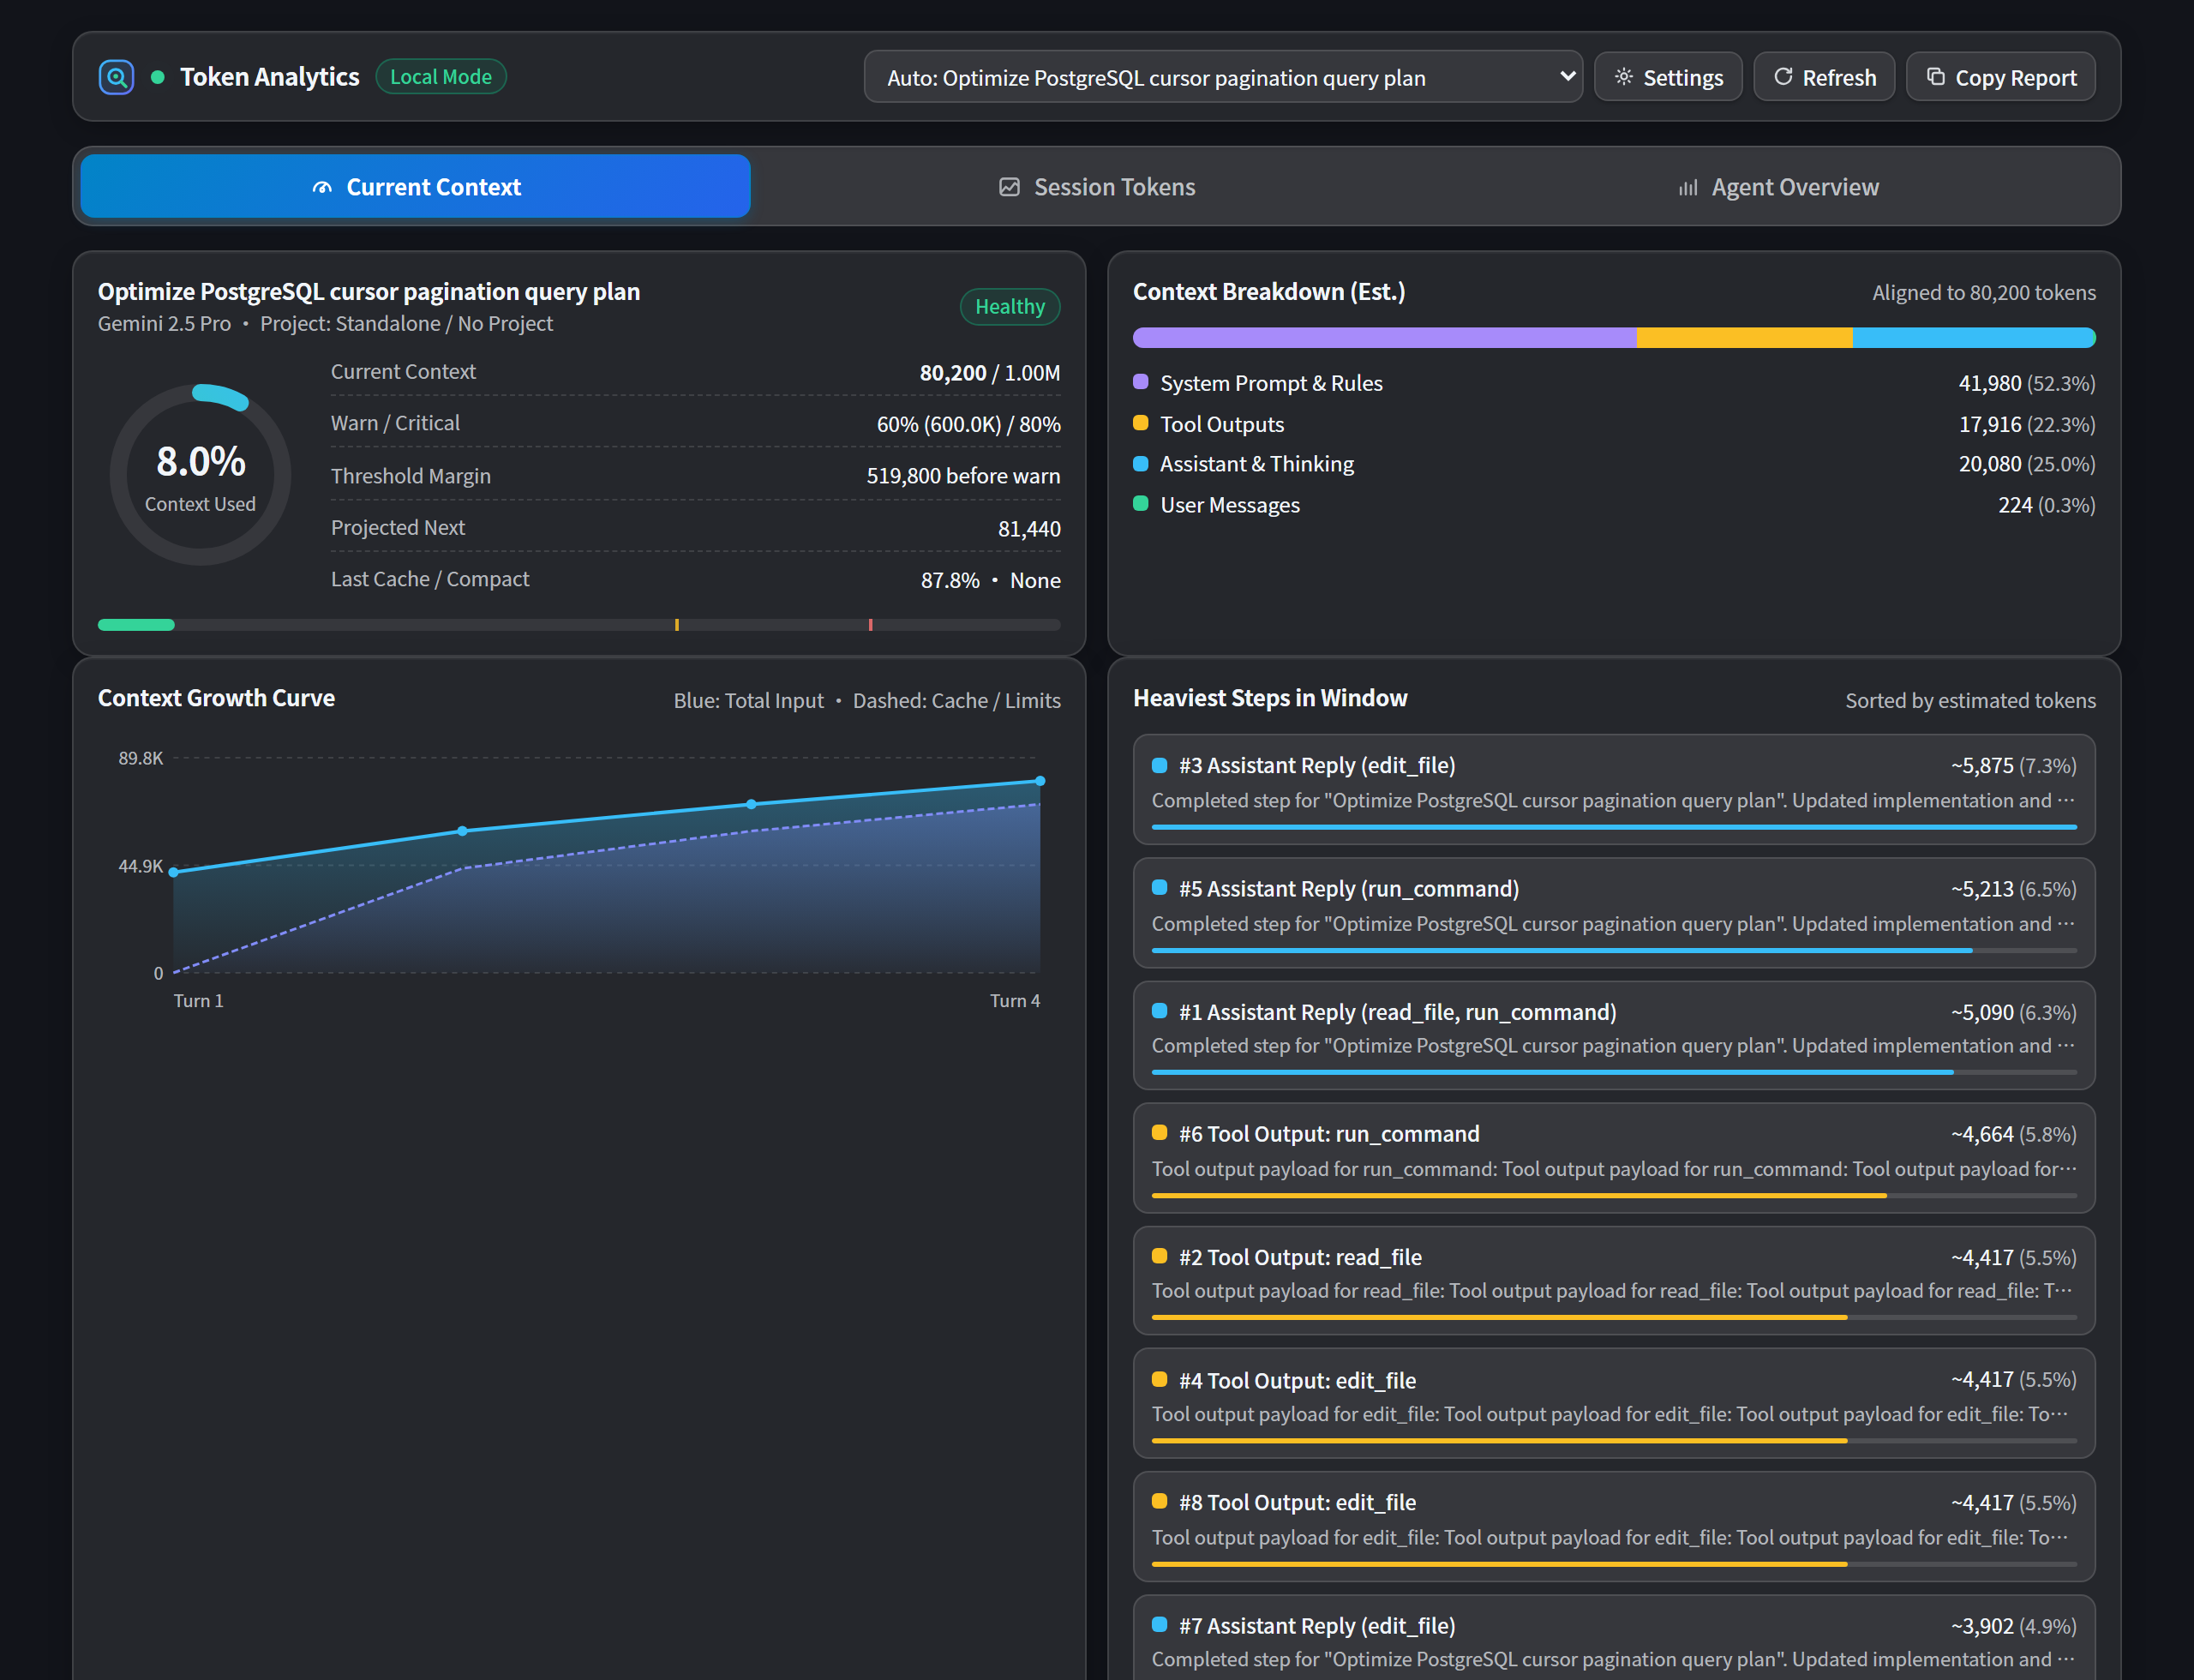 Token Analytics
Local Mode
Auto: Optimize PostgreSQL cursor pagination query plan
Settings
Refresh
Copy Report
Current Context
Session Tokens
Agent Overview
Optimize PostgreSQL cursor pagination query plan
Gemini 2.5 Pro • Project: Standalone / No Project
Healthy
8.0%
Context Used
Current Context 80,200 / 1.00M
Warn / Critical 60% (600.0K) / 80%
Threshold Margin 519,800 before warn
Projected Next 81,440
Last Cache / Compact 87.8% • None
Context Breakdown (Est.)
Aligned to 80,200 tokens
System Prompt & Rules 41,980 (52.3%)
Tool Outputs 17,916 (22.3%)
Assistant & Thinking 20,080 (25.0%)
User Messages 224 (0.3%)
Context Growth Curve
Blue: Total Input • Dashed: Cache / Limits
89.8K
44.9K
0
Turn 1
Turn 4
Heaviest Steps in Window
Sorted by estimated tokens
#3 Assistant Reply (edit_file) ~5,875 (7.3%)
Completed step for "Optimize PostgreSQL cursor pagination query plan". Updated implementation and ···
#5 Assistant Reply (run_command) ~5,213 (6.5%)
Completed step for "Optimize PostgreSQL cursor pagination query plan". Updated implementation and ···
#1 Assistant Reply (read_file, run_command) ~5,090 (6.3%)
Completed step for "Optimize PostgreSQL cursor pagination query plan". Updated implementation and ···
#6 Tool Output: run_command ~4,664 (5.8%)
Tool output payload for run_command: Tool output payload for run_command: Tool output payload for···
#2 Tool Output: read_file ~4,417 (5.5%)
Tool output payload for read_file: Tool output payload for read_file: Tool output payload for read_file: T···
#4 Tool Output: edit_file ~4,417 (5.5%)
Tool output payload for edit_file: Tool output payload for edit_file: Tool output payload for edit_file: To···
#8 Tool Output: edit_file ~4,417 (5.5%)
Tool output payload for edit_file: Tool output payload for edit_file: Tool output payload for edit_file: To···
#7 Assistant Reply (edit_file) ~3,902 (4.9%)
Completed step for "Optimize PostgreSQL cursor pagination query plan". Updated implementation and ···